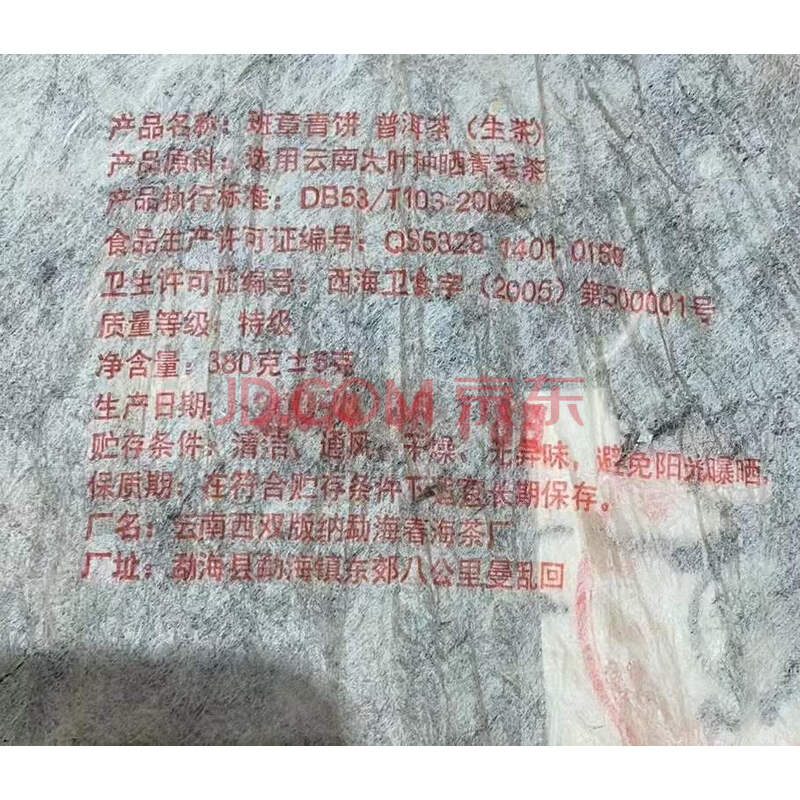 产品名称：班章青饼 普洱茶（生茶）
产品原料：选用云南大叶种晒青毛茶
产品执行标准：DB53/T103-2003
食品生产许可证编号：QS5328 1401 0150
卫生许可证编号：西海卫食字（2005）第500001号
质量等级：特级
净含量：380克±5克
生产日期：
JD.COM 京东
贮存条件：清洁、通风、干燥、无异味，避免阳光曝晒，
保质期：在符合贮存条件下适宜长期保存。
厂名：云南西双版纳勐海春海茶厂
厂址：勐海县勐海镇东郊八公里曼乱回